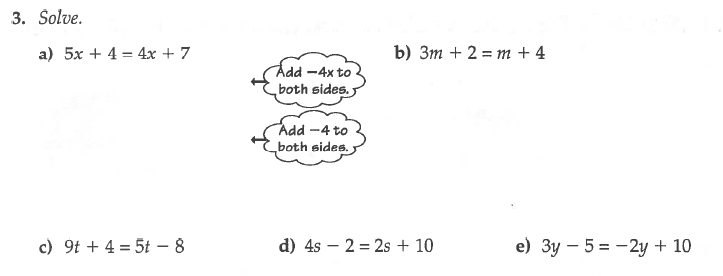 3. Solve.
a) 5x + 4 = 4x + 7
Add −4x to
both sides.
Add −4 to
both sides.
b) 3m + 2 = m + 4
c) 9t + 4 = 5t − 8
d) 4s − 2 = 2s + 10
e) 3y − 5 = −2y + 10